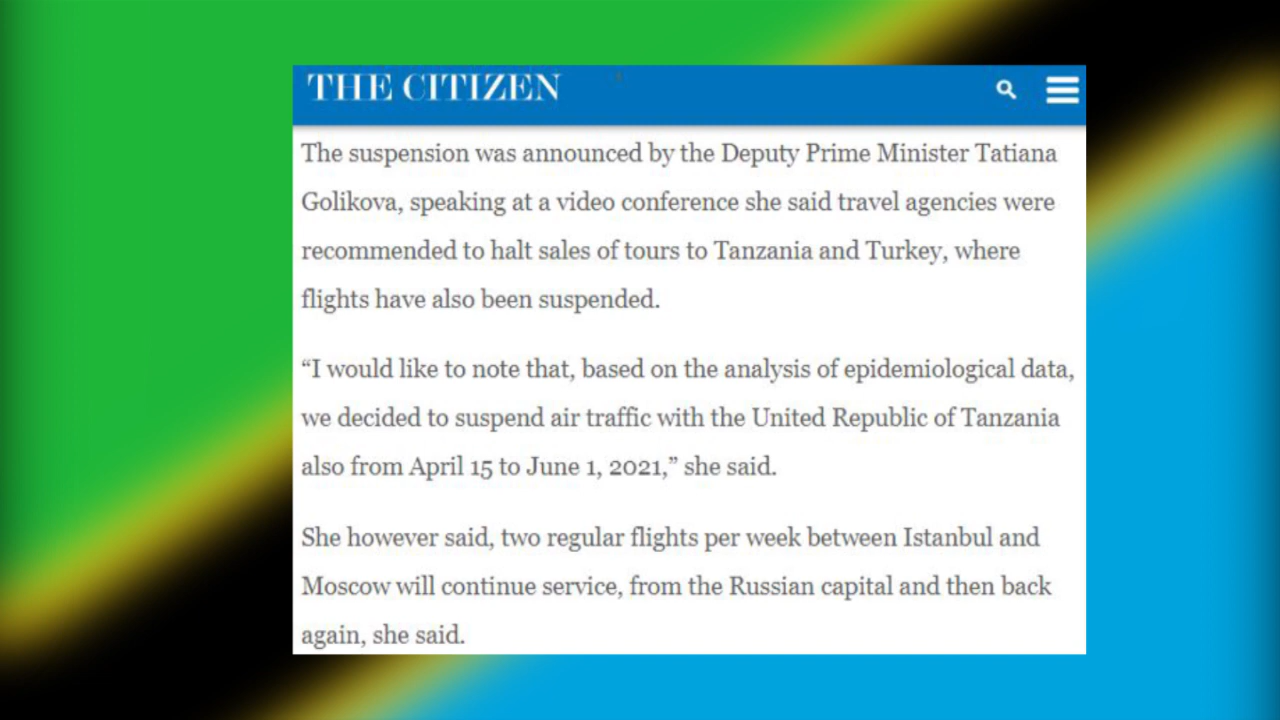 THE CITIZEN
The suspension was announced by the Deputy Prime Minister Tatiana
Golikova, speaking at a video conference she said travel agencies were
recommended to halt sales of tours to Tanzania and Turkey, where
flights have also been suspended.
“I would like to note that, based on the analysis of epidemiological data,
we decided to suspend air traffic with the United Republic of Tanzania
also from April 15 to June 1, 2021,” she said.
She however said, two regular flights per week between Istanbul and
Moscow will continue service, from the Russian capital and then back
again, she said.